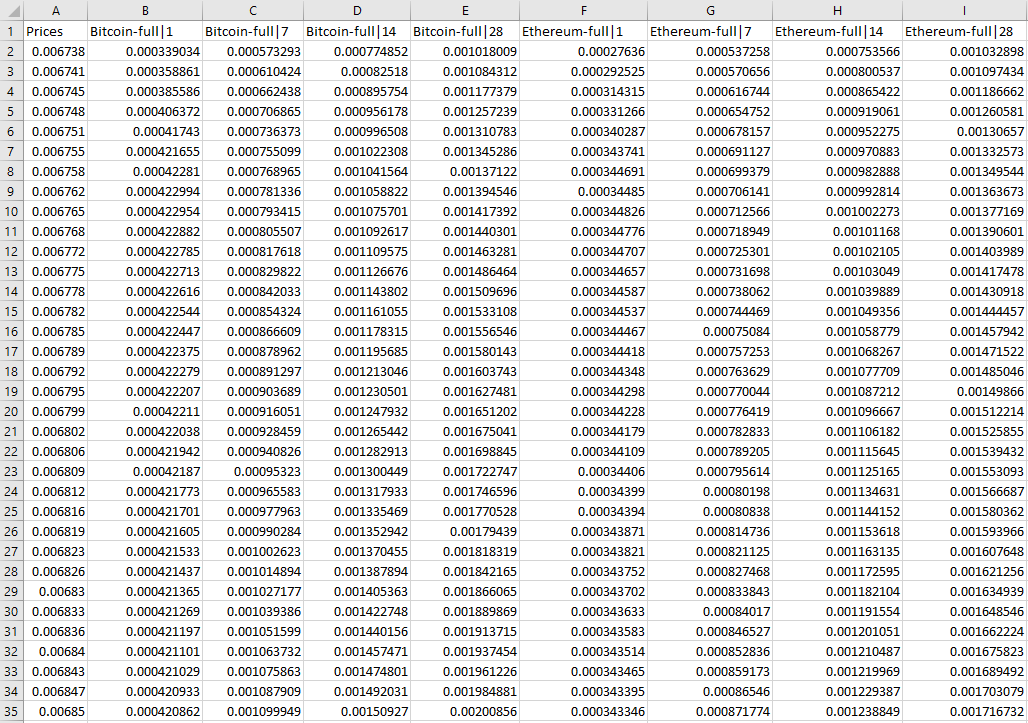 A B C D E F G H I
1 Prices Bitcoin-full|1 Bitcoin-full|7 Bitcoin-full|14 Bitcoin-full|28 Ethereum-full|1 Ethereum-full|7 Ethereum-full|14 Ethereum-full|28
2 0.006738 0.000339034 0.000573293 0.000774852 0.001018009 0.00027636 0.000537258 0.000753566 0.001032898
3 0.006741 0.000358861 0.000610424 0.00082518 0.001084312 0.000292525 0.000570656 0.000800537 0.001097434
4 0.006745 0.000385586 0.000662438 0.000895754 0.001177379 0.000314315 0.000616744 0.000865422 0.001186662
5 0.006748 0.000406372 0.000706865 0.000956178 0.001257239 0.000331266 0.000654752 0.000919061 0.001260581
6 0.006751 0.00041743 0.000736373 0.000996508 0.001310783 0.000340287 0.000678157 0.000952275 0.00130657
7 0.006755 0.000421655 0.000755099 0.001022308 0.001345286 0.000343741 0.000691127 0.000970883 0.001332573
8 0.006758 0.00042281 0.000768965 0.001041564 0.00137122 0.000344691 0.000699379 0.000982888 0.001349544
9 0.006762 0.000422994 0.000781336 0.001058822 0.001394546 0.00034485 0.000706141 0.000992814 0.001363673
10 0.006765 0.000422954 0.000793415 0.001075701 0.001417392 0.000344826 0.000712566 0.001002273 0.001377169
11 0.006768 0.000422882 0.000805507 0.001092617 0.001440301 0.000344776 0.000718949 0.00101168 0.001390601
12 0.006772 0.000422785 0.000817618 0.001109575 0.001463281 0.000344707 0.000725301 0.00102105 0.001403989
13 0.006775 0.000422713 0.000829822 0.001126676 0.001486464 0.000344657 0.000731698 0.00103049 0.001417478
14 0.006778 0.000422616 0.000842033 0.001143802 0.001509696 0.000344587 0.000738062 0.001039889 0.001430918
15 0.006782 0.000422544 0.000854324 0.001161055 0.001533108 0.000344537 0.000744469 0.001049356 0.001444457
16 0.006785 0.000422447 0.000866609 0.001178315 0.001556546 0.000344467 0.00075084 0.001058779 0.001457942
17 0.006789 0.000422375 0.000878962 0.001195685 0.001580143 0.000344418 0.000757253 0.001068267 0.001471522
18 0.006792 0.000422279 0.000891297 0.001213046 0.001603743 0.000344348 0.000763629 0.001077709 0.001485046
19 0.006795 0.000422207 0.000903689 0.001230501 0.001627481 0.000344298 0.000770044 0.001087212 0.00149866
20 0.006799 0.00042211 0.000916051 0.001247932 0.001651202 0.000344228 0.000776419 0.001096667 0.001512214
21 0.006802 0.000422038 0.000928459 0.001265442 0.001675041 0.000344179 0.000782833 0.001106182 0.001525855
22 0.006806 0.000421942 0.000940826 0.001282913 0.001698845 0.000344109 0.000789205 0.001115645 0.001539432
23 0.006809 0.00042187 0.00095323 0.001300449 0.001722747 0.00034406 0.000795614 0.001125165 0.001553093
24 0.006812 0.000421773 0.000965583 0.001317933 0.001746596 0.00034399 0.00080198 0.001134631 0.001566687
25 0.006816 0.000421701 0.000977963 0.001335469 0.001770528 0.00034394 0.00080838 0.001144152 0.001580362
26 0.006819 0.000421605 0.000990284 0.001352942 0.00179439 0.000343871 0.000814736 0.001153618 0.001593966
27 0.006823 0.000421533 0.001002623 0.001370455 0.001818319 0.000343821 0.000821125 0.001163135 0.001607648
28 0.006826 0.000421437 0.001014894 0.001387894 0.001842165 0.000343752 0.000827468 0.001172595 0.001621256
29 0.00683 0.000421365 0.001027177 0.001405363 0.001866065 0.000343702 0.000833843 0.001182104 0.001634939
30 0.006833 0.000421269 0.001039386 0.001422748 0.001889869 0.000343633 0.00084017 0.001191554 0.001648546
31 0.006836 0.000421197 0.001051599 0.001440156 0.001913715 0.000343583 0.000846527 0.001201051 0.001662224
32 0.00684 0.000421101 0.001063732 0.001457471 0.001937454 0.000343514 0.000852836 0.001210487 0.001675823
33 0.006843 0.000421029 0.001075863 0.001474801 0.001961226 0.000343465 0.000859173 0.001219969 0.001689492
34 0.006847 0.000420933 0.001087909 0.001492031 0.001984881 0.000343395 0.00086546 0.001229387 0.001703079
35 0.00685 0.000420862 0.001099949 0.00150927 0.00200856 0.000343346 0.000871774 0.001238849 0.001716732